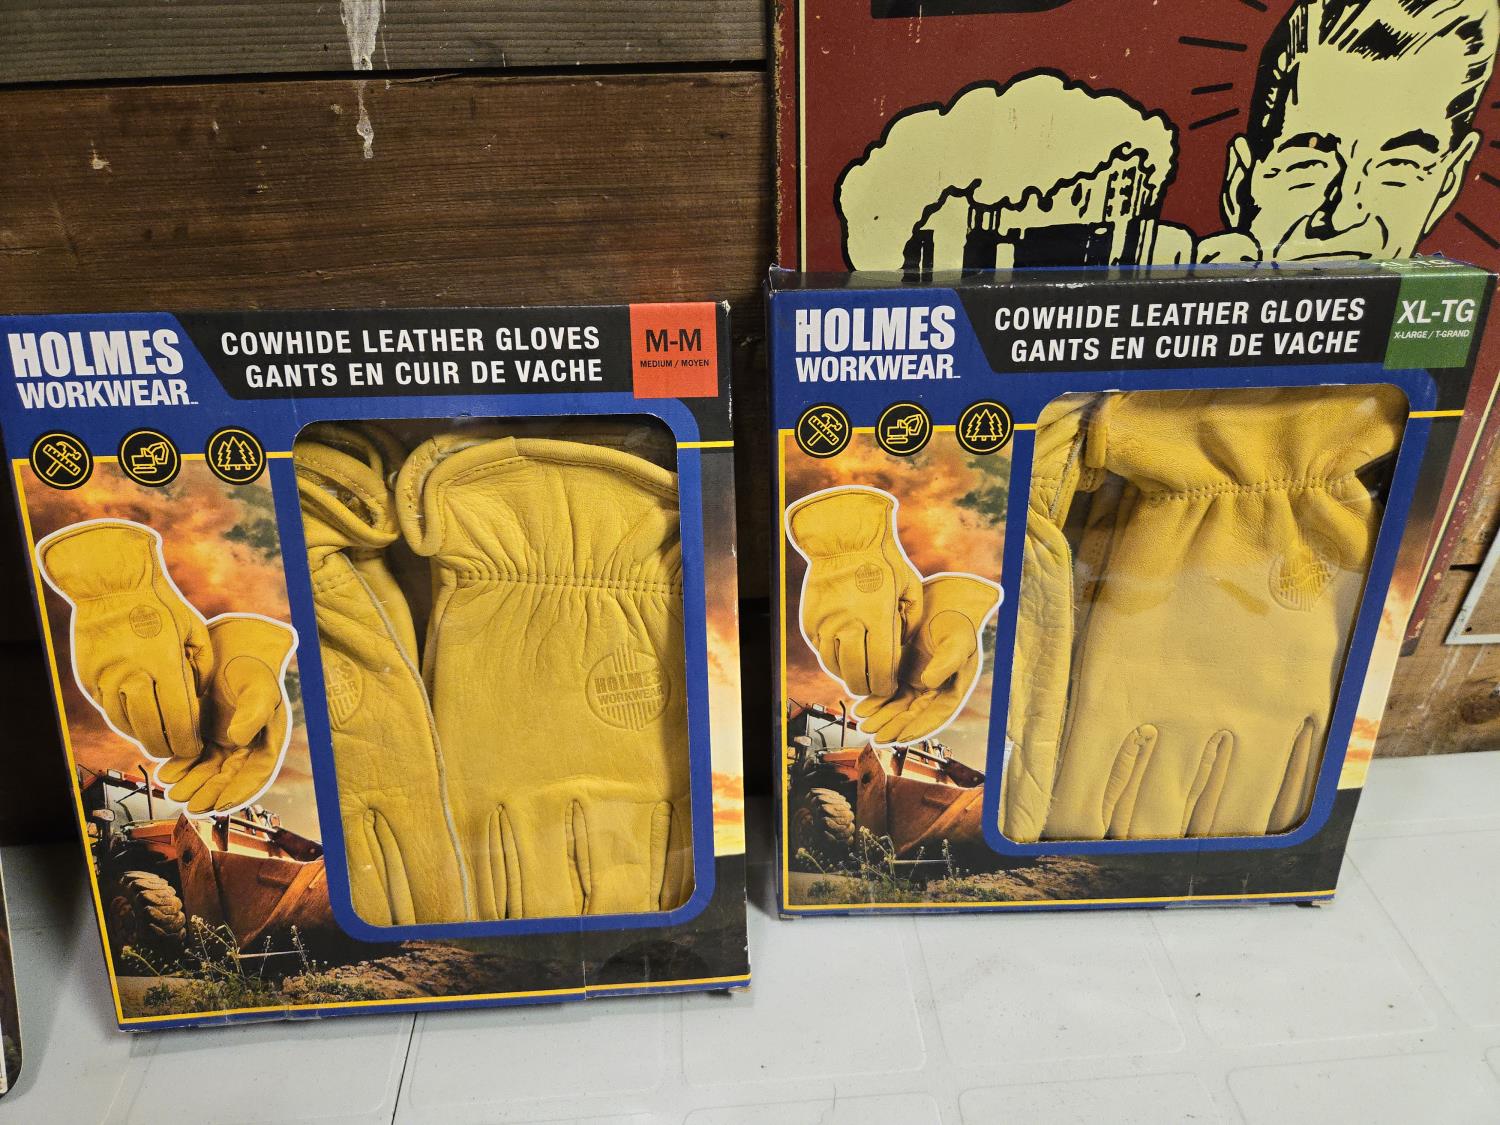 HOLMES
WORKWEAR
COWHIDE LEATHER GLOVES
GANTS EN CUIR DE VACHE
M-M
MEDIUM / MOYEN
HOLMES
WORKWEAR
HOLMES
WORKWEAR
COWHIDE LEATHER GLOVES
GANTS EN CUIR DE VACHE
XL-TG
X-LARGE / T-GRAND